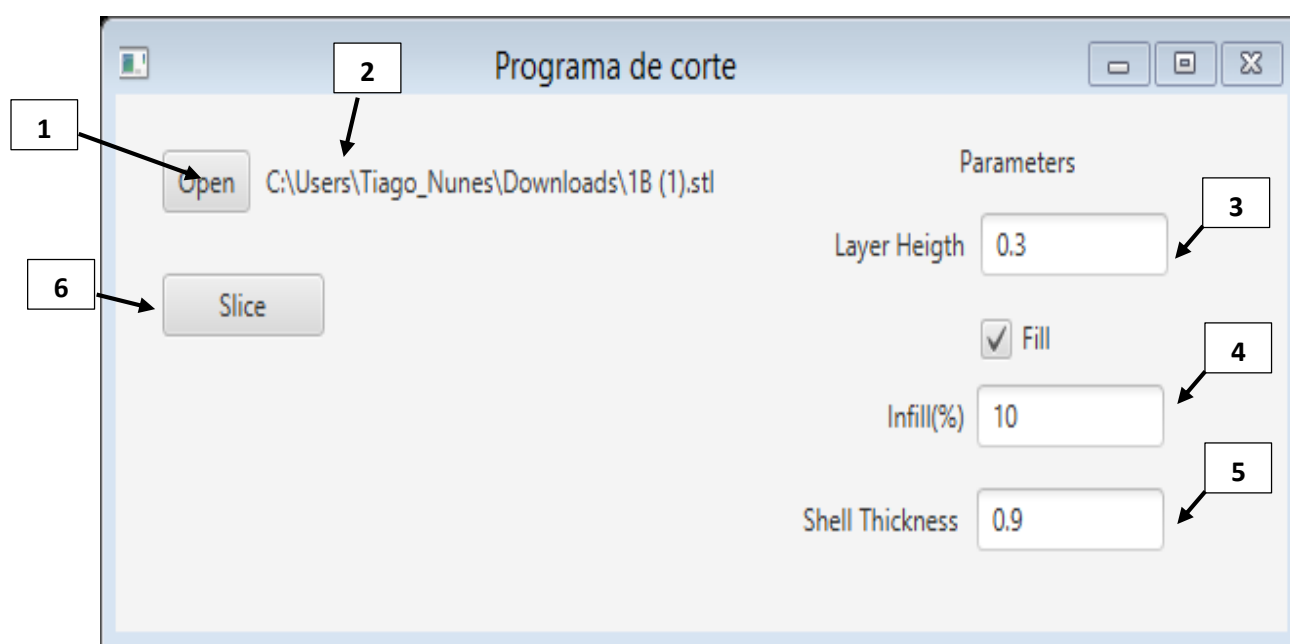 2
Programa de corte
1
Open C:\Users\Tiago_Nunes\Downloads\1B (1).stl
Parameters
3
Layer Heigth 0.3
6
Slice
Fill
4
Infill(%) 10
5
Shell Thickness 0.9